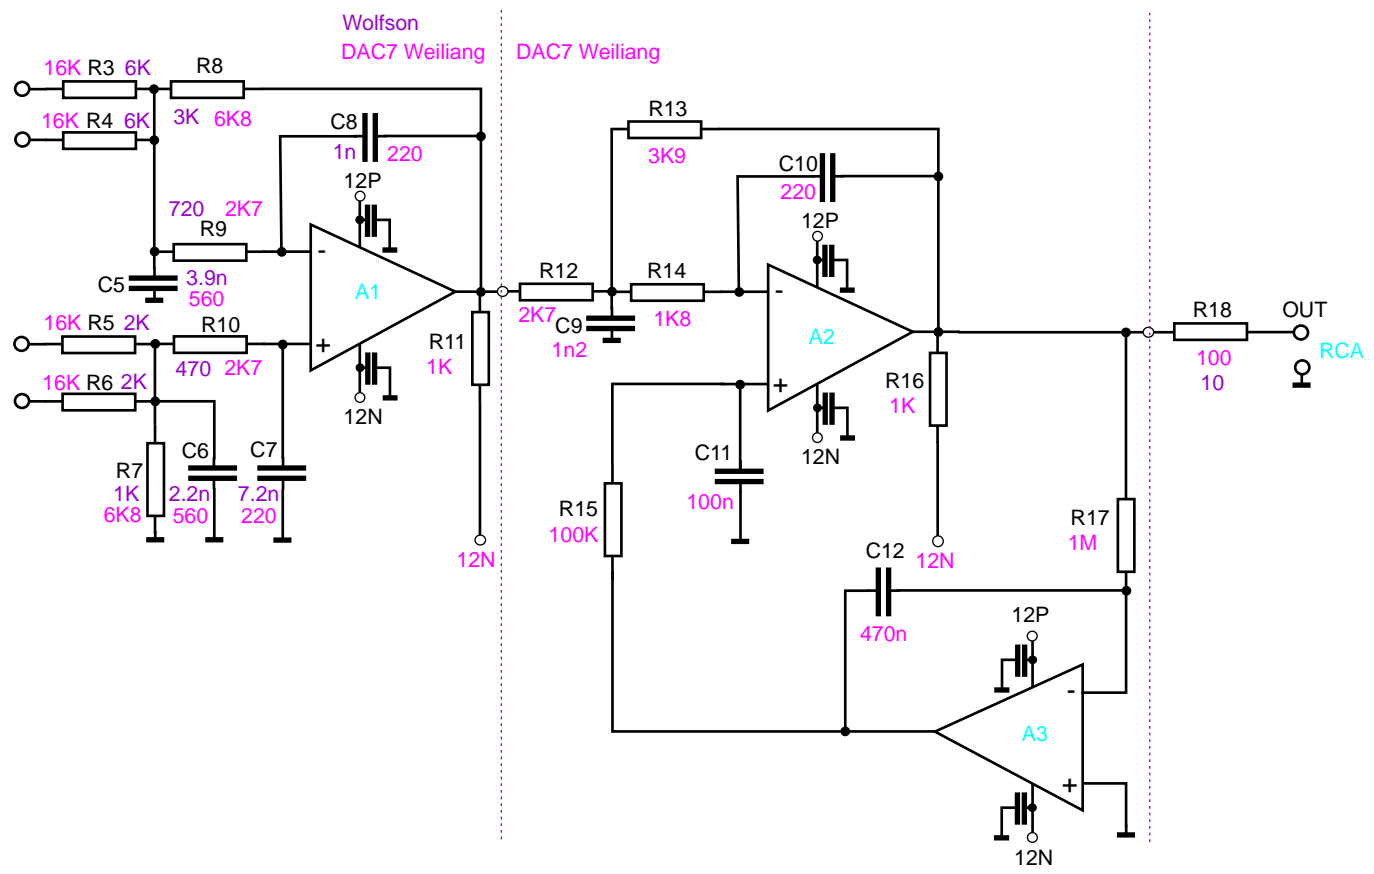 Wolfson
DAC7 Weiliang
DAC7 Weiliang
16K R3 6K
R8
3K 6K8
16K R4 6K
C8
1n 220
12P
720 2K7
R9
-
C5
3.9n
560
A1
16K R5 2K
R10
470 2K7
+
12N
16K R6 2K
R7
1K
6K8
C6
2.2n
560
C7
7.2n
220
R11
1K
12N
R13
3K9
C10
220
12P
R12
2K7
R14
1K8
-
C9
1n2
A2
+
12N
C11
100n
R16
1K
12N
R15
100K
C12
470n
R17
1M
12P
-
A3
+
12N
R18
100
10
OUT
RCA